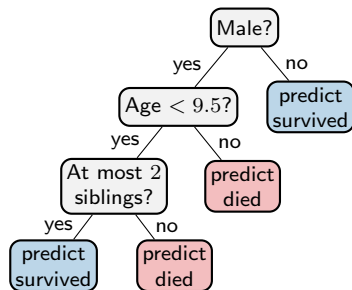 Male?
yes
no
Age < 9.5?
predict
survived
yes
no
At most 2
siblings?
predict
died
yes
no
predict
survived
predict
died